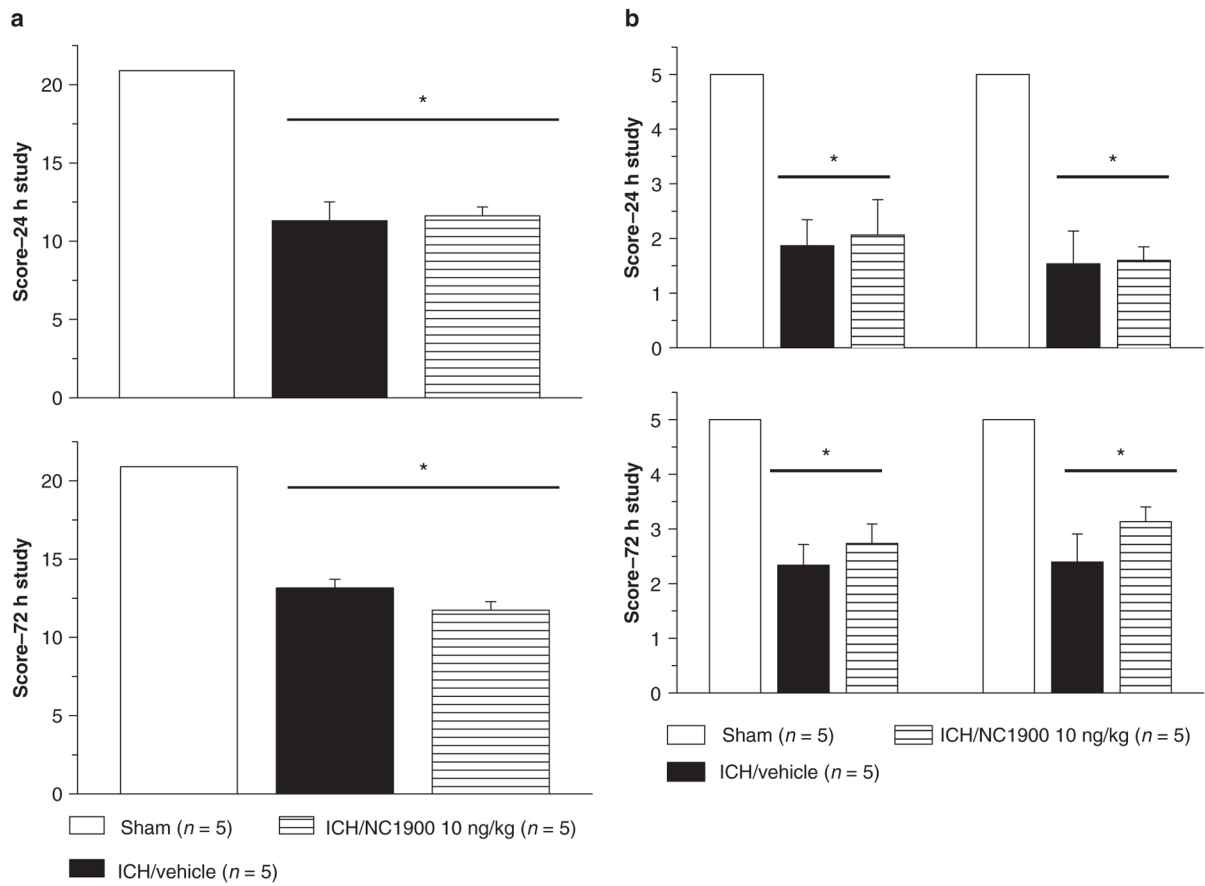 a
Score–24 h study
20
15
10
5
0
*
Score–72 h study
20
15
10
5
0
*
Sham (n = 5)
ICH/NC1900 10 ng/kg (n = 5)
ICH/vehicle (n = 5)
b
Score–24 h study
5
4
3
2
1
0
*
*
Score–72 h study
5
4
3
2
1
0
*
*
Sham (n = 5)
ICH/NC1900 10 ng/kg (n = 5)
ICH/vehicle (n = 5)